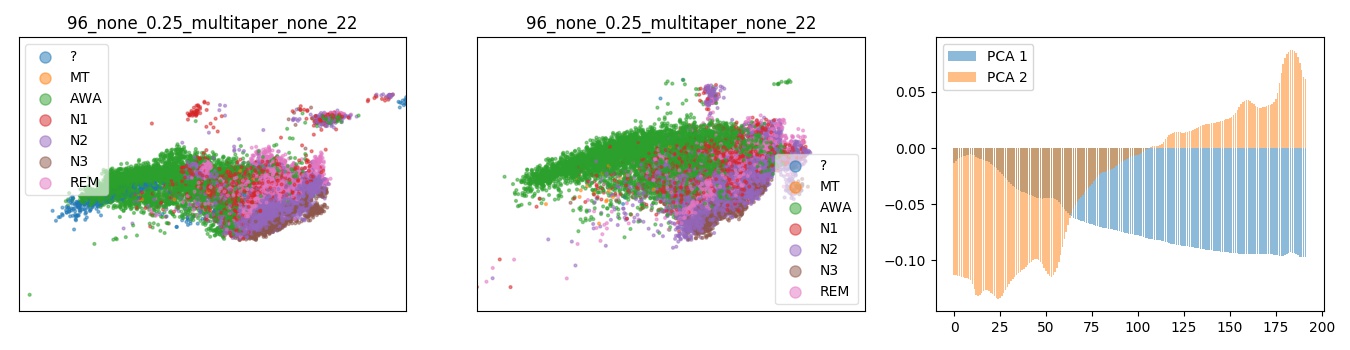 96_none_0.25_multitaper_none_22
?
MT
AWA
N1
N2
N3
REM
96_none_0.25_multitaper_none_22
?
MT
AWA
N1
N2
N3
REM
PCA 1
PCA 2
0.05
0.00
−0.05
−0.10
0 25 50 75 100 125 150 175 200